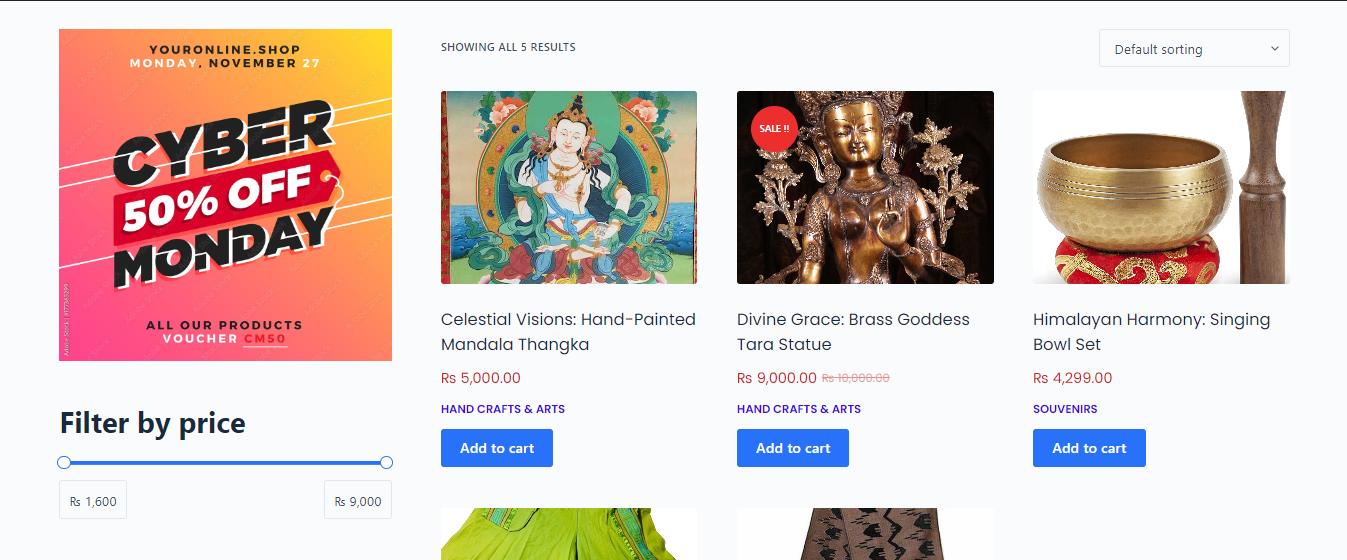 YOURONLINE.SHOP
MONDAY, NOVEMBER 27
CYBER
50% OFF
MONDAY
ALL OUR PRODUCTS
VOUCHER CM50
Filter by price
₨ 1,600
₨ 9,000
SHOWING ALL 5 RESULTS
Default sorting
Celestial Visions: Hand-Painted
Mandala Thangka
₨ 5,000.00
HAND CRAFTS & ARTS
Add to cart
SALE !!
Divine Grace: Brass Goddess
Tara Statue
₨ 9,000.00 ₨ 10,000.00
HAND CRAFTS & ARTS
Add to cart
Himalayan Harmony: Singing
Bowl Set
₨ 4,299.00
SOUVENIRS
Add to cart